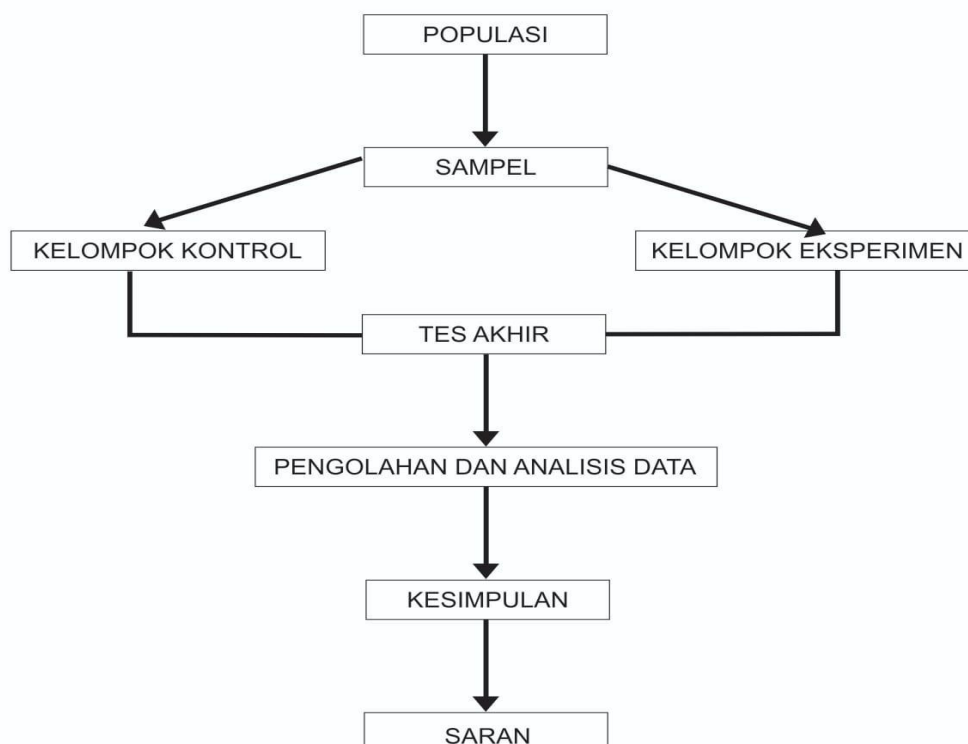 POPULASI
SAMPEL
KELOMPOK KONTROL
KELOMPOK EKSPERIMEN
TES AKHIR
PENGOLAHAN DAN ANALISIS DATA
KESIMPULAN
SARAN